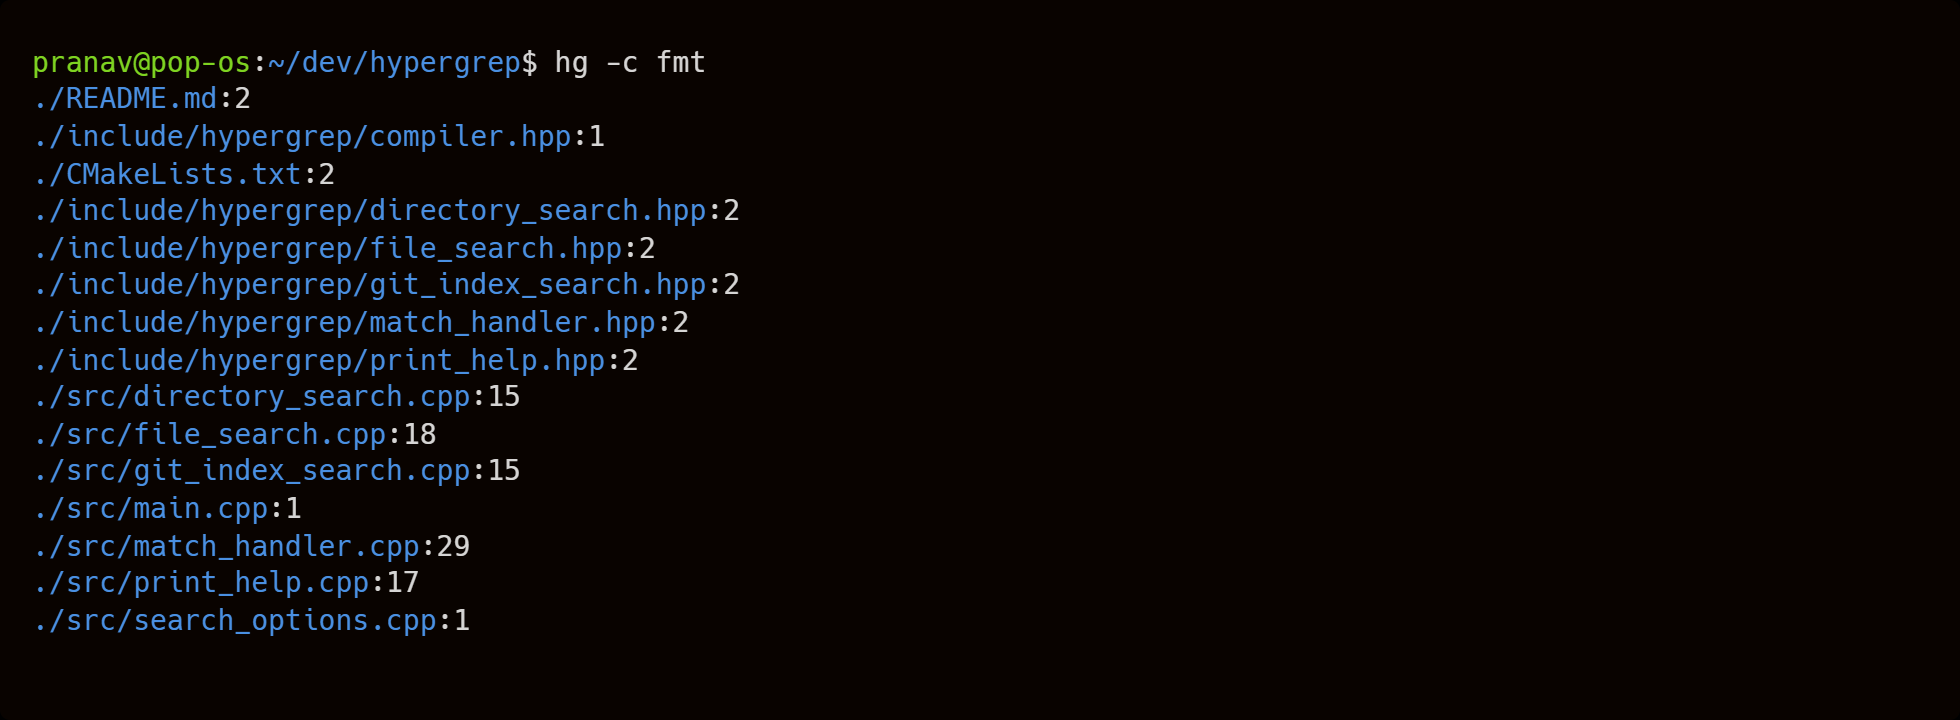 pranav@pop-os:~/dev/hypergrep$ hg -c fmt
./README.md:2
./include/hypergrep/compiler.hpp:1
./CMakeLists.txt:2
./include/hypergrep/directory_search.hpp:2
./include/hypergrep/file_search.hpp:2
./include/hypergrep/git_index_search.hpp:2
./include/hypergrep/match_handler.hpp:2
./include/hypergrep/print_help.hpp:2
./src/directory_search.cpp:15
./src/file_search.cpp:18
./src/git_index_search.cpp:15
./src/main.cpp:1
./src/match_handler.cpp:29
./src/print_help.cpp:17
./src/search_options.cpp:1